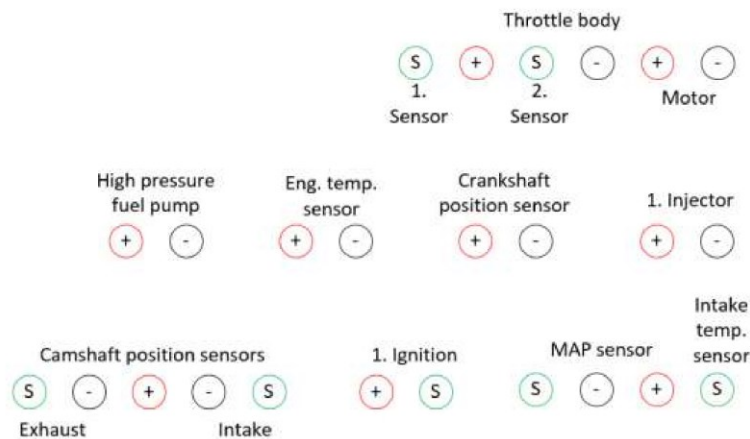 Throttle body
S + S - + -
1. 2. Motor
Sensor Sensor
High pressure
fuel pump
+ -
Eng. temp.
sensor
+ -
Crankshaft
position sensor
+ -
1. Injector
+ -
Camshaft position sensors
S - + - S
Exhaust Intake
1. Ignition
+ S
MAP sensor
Intake
temp.
sensor
S - + S